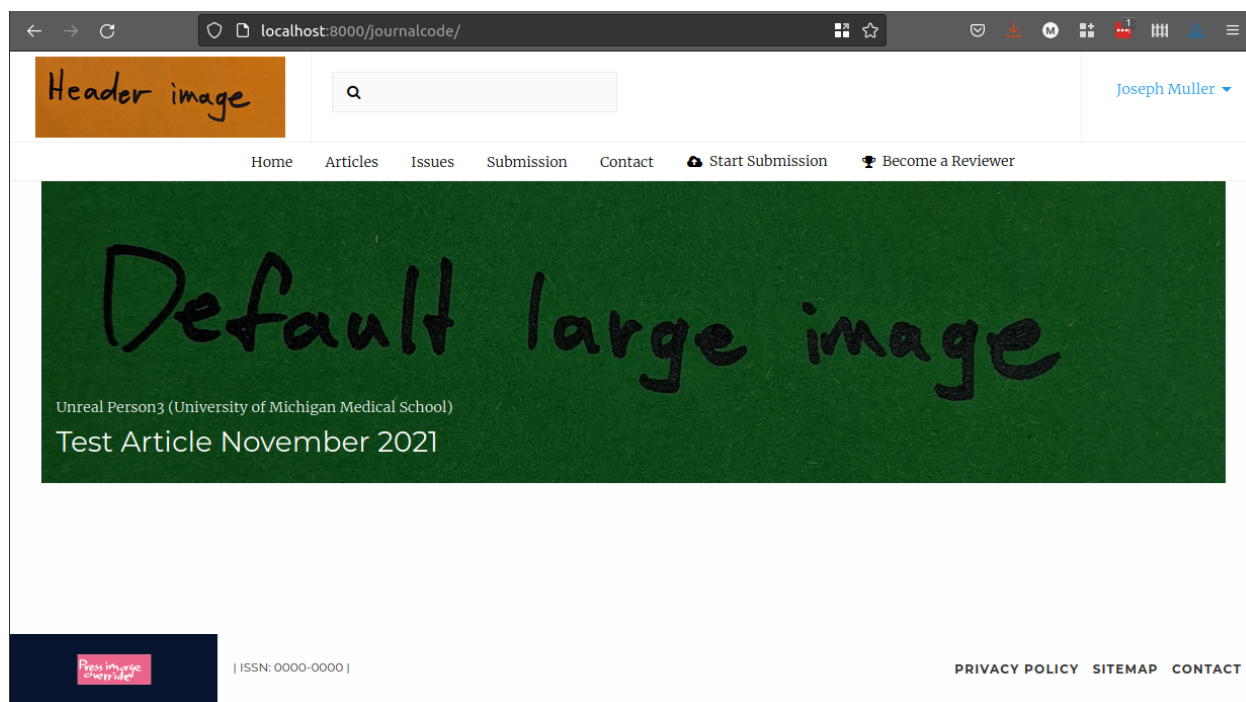 localhost:8000/journalcode/
M
1
Header image
Joseph Muller
Home Articles Issues Submission Contact Start Submission Become a Reviewer
Default large image
Unreal Person3 (University of Michigan Medical School)
Test Article November 2021
Press image
override
| ISSN: 0000-0000 |
PRIVACY POLICY SITEMAP CONTACT